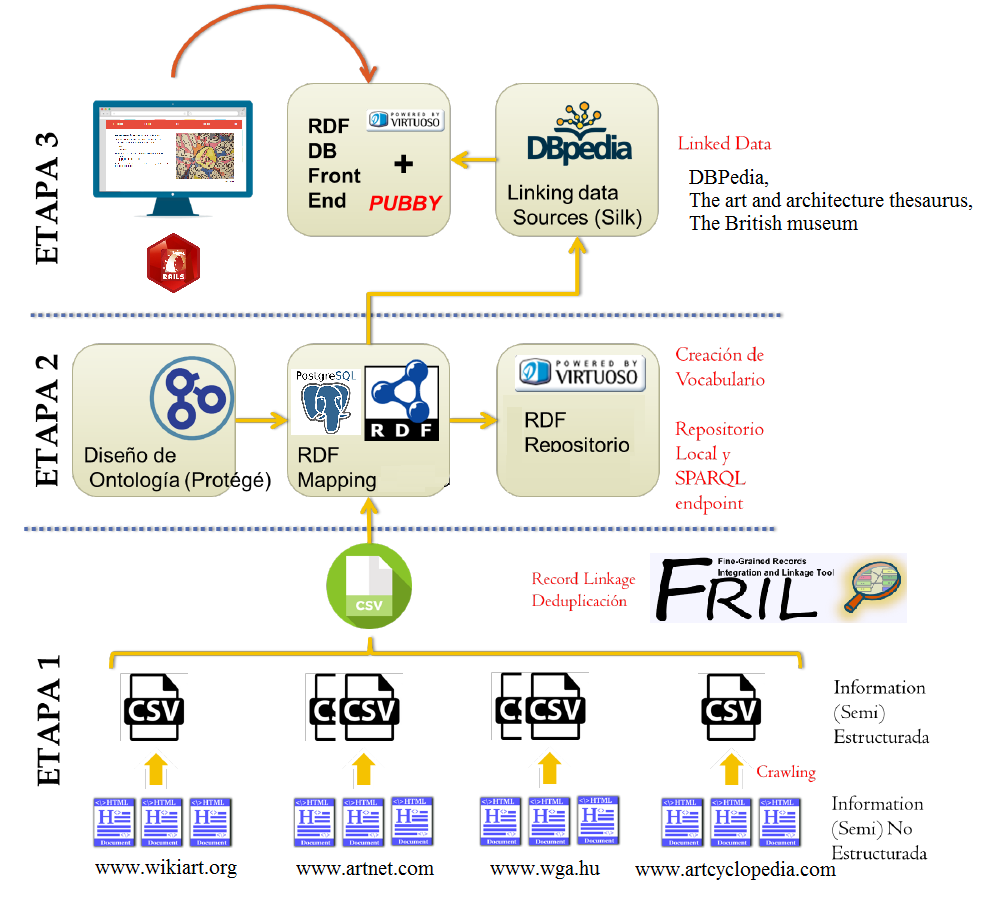 ETAPA 3
RAILS
RDF
DB
Front
End
POWERED BY
VIRTUOSO
+
PUBBY
DBpedia
Linking data
Sources (Silk)
Linked Data
DBPedia,
The art and architecture thesaurus,
The British museum
ETAPA 2
Diseño de
Ontología (Protégé)
PostgreSQL
RDF
RDF
Mapping
POWERED BY
VIRTUOSO
RDF
Repositorio
Creación de
Vocabulario
Repositorio
Local y
SPARQL
endpoint
ETAPA 1
CSV
Record Linkage
Deduplicación
Fine-Grained Records
Integration and Linkage Tool
FRIL
CSV
C CSV
C CSV
CSV
Information
(Semi)
Estructurada
Crawling
<\>HTML <\>HTML <\>HTML <\>HTML <\>HTML <\>HTML <\>HTML <\>HTML <\>HTML <\>HTML <\>HTML <\>HTML
H H H H H H H H H H H H
Document Document Document Document Document Document Document Document Document Document Document Document
Information
(Semi) No
Estructurada
www.wikiart.org
www.artnet.com
www.wga.hu
www.artcyclopedia.com